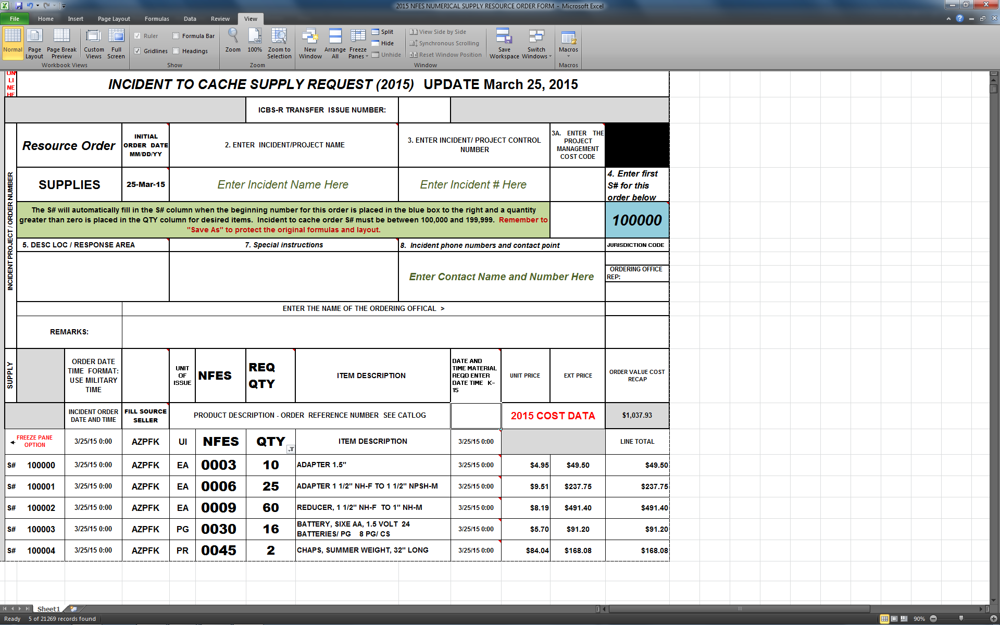 2015 NFES NUMERICAL SUPPLY RESOURCE ORDER FORM - Microsoft Excel
File Home Insert Page Layout Formulas Data Review View
Normal
Page Layout
Page Break Preview
Custom Views
Full Screen
Workbook Views
Ruler
Formula Bar
Gridlines
Headings
Show
Zoom
100%
Zoom to Selection
Zoom
New Window
Arrange All
Freeze Panes
Split
Hide
Unhide
View Side by Side
Synchronous Scrolling
Reset Window Position
Window
Save Workspace
Switch Windows
Macros
Macros
UN
LI
NE
HE
INCIDENT TO CACHE SUPPLY REQUEST (2015) UPDATE March 25, 2015
ICBS-R TRANSFER ISSUE NUMBER:
INCIDENT PROJECT / ORDER NUMBER
Resource Order
INITIAL
ORDER DATE
MM/DD/YY
2. ENTER INCIDENT/PROJECT NAME
3. ENTER INCIDENT/ PROJECT CONTROL
NUMBER
3A. ENTER THE
PROJECT
MANAGEMENT
COST CODE
SUPPLIES
25-Mar-15
Enter Incident Name Here
Enter Incident # Here
4. Enter first
S# for this
order below
The S# will automatically fill in the S# column when the beginning number for this order is placed in the blue box to the right and a quantity
greater than zero is placed in the QTY column for desired items. Incident to cache order S# must be between 100,000 and 199,999. Remember to
"Save As" to protect the original formulas and layout.
100000
5. DESC LOC / RESPONSE AREA
7. Special instructions
8. Incident phone numbers and contact point
JURISDICTION CODE
Enter Contact Name and Number Here
ORDERING OFFICE
REP:
ENTER THE NAME OF THE ORDERING OFFICAL >
REMARKS:
SUPPLY
ORDER DATE
TIME FORMAT:
USE MILITARY
TIME
UNIT
OF
ISSUE
NFES
REQ
QTY
ITEM DESCRIPTION
DATE AND
TIME MATERIAL
REQD ENTER
DATE TIME K-
15
UNIT PRICE
EXT PRICE
ORDER VALUE COST
RECAP
INCIDENT ORDER
DATE AND TIME
FILL SOURCE
SELLER
PRODUCT DESCRIPTION - ORDER REFERENCE NUMBER SEE CATLOG
2015 COST DATA
$1,037.93
FREEZE PANE
OPTION
3/25/15 0:00 AZPFK UI NFES QTY ITEM DESCRIPTION 3/25/15 0:00 LINE TOTAL
S# 100000 3/25/15 0:00 AZPFK EA 0003 10 ADAPTER 1.5" 3/25/15 0:00 $4.95 $49.50 $49.50
S# 100001 3/25/15 0:00 AZPFK EA 0006 25 ADAPTER 1 1/2" NH-F TO 1 1/2" NPSH-M 3/25/15 0:00 $9.51 $237.75 $237.75
S# 100002 3/25/15 0:00 AZPFK EA 0009 60 REDUCER, 1 1/2" NH-F TO 1" NH-M 3/25/15 0:00 $8.19 $491.40 $491.40
S# 100003 3/25/15 0:00 AZPFK PG 0030 16 BATTERY, SIXE AA, 1.5 VOLT 24
BATTERIES/ PG 8 PG/ CS 3/25/15 0:00 $5.70 $91.20 $91.20
S# 100004 3/25/15 0:00 AZPFK PR 0045 2 CHAPS, SUMMER WEIGHT, 32" LONG 3/25/15 0:00 $84.04 $168.08 $168.08
Sheet1
Ready 5 of 21269 records found
90%